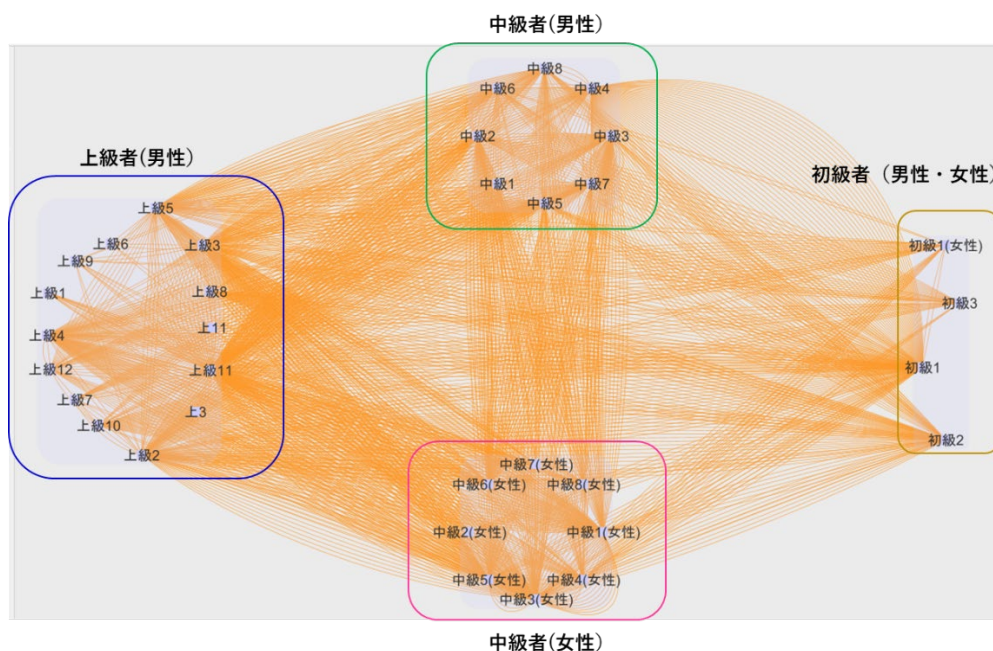 中級者(男性)
中級8
中級6
中級4
中級2
中級3
中級1
中級7
中級5
上級者(男性)
上級5
上級6
上級3
上級9
上級1
上級8
上11
上級4
上級12
上級11
上級7
上3
上級10
上級2
初級者（男性・女性)
初級1(女性)
初級3
初級1
初級2
中級7(女性)
中級6(女性)
中級8(女性)
中級2(女性)
中級1(女性)
中級5(女性)
中級4(女性)
中級3(女性)
中級者(女性)